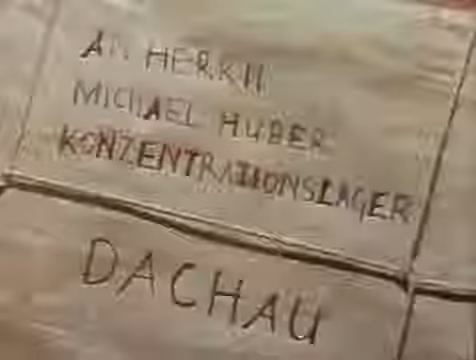 AN HERRN
MICHAEL HUBER
KONZENTRATIONSLAGER
DACHAU